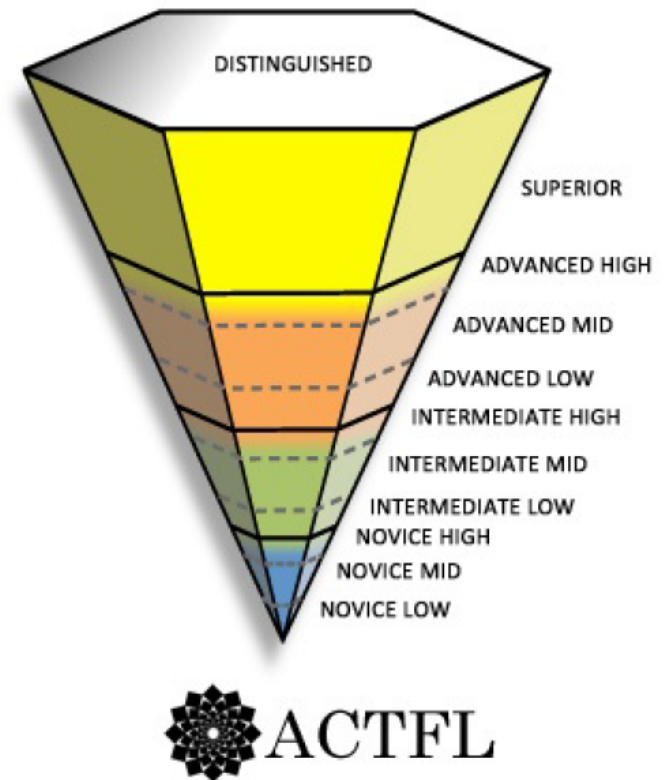 DISTINGUISHED
SUPERIOR
ADVANCED HIGH
ADVANCED MID
ADVANCED LOW
INTERMEDIATE HIGH
INTERMEDIATE MID
INTERMEDIATE LOW
NOVICE HIGH
NOVICE MID
NOVICE LOW
ACTFL